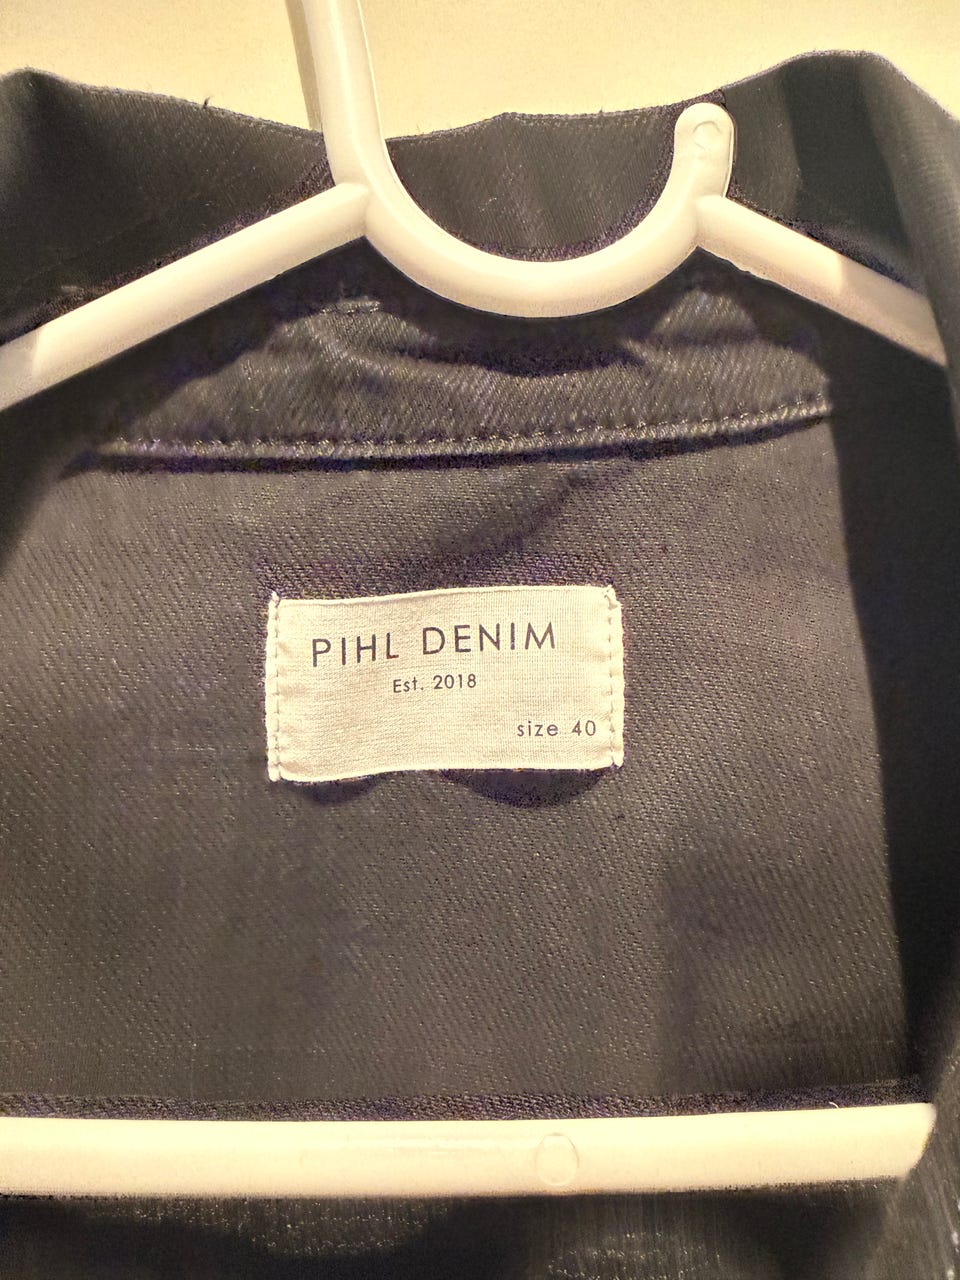 PIHL DENIM
Est. 2018
size 40